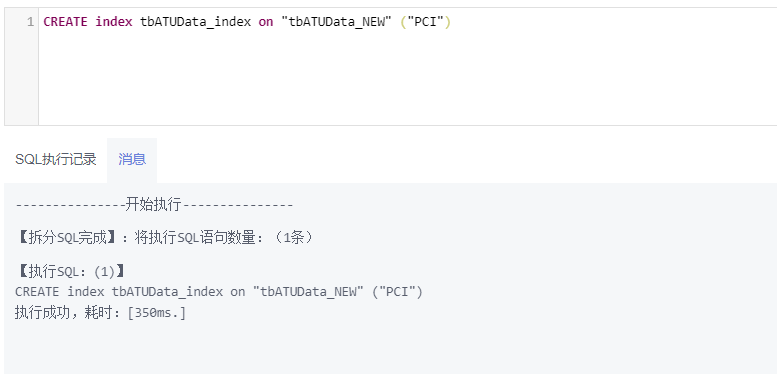 1 CREATE index tbATUData_index on "tbATUData_NEW" ("PCI")
SQL执行记录 消息
---------------开始执行---------------
【拆分SQL完成】：将执行SQL语句数量：（1条）
【执行SQL：(1)】
CREATE index tbATUData_index on "tbATUData_NEW" ("PCI")
执行成功，耗时：[350ms.]